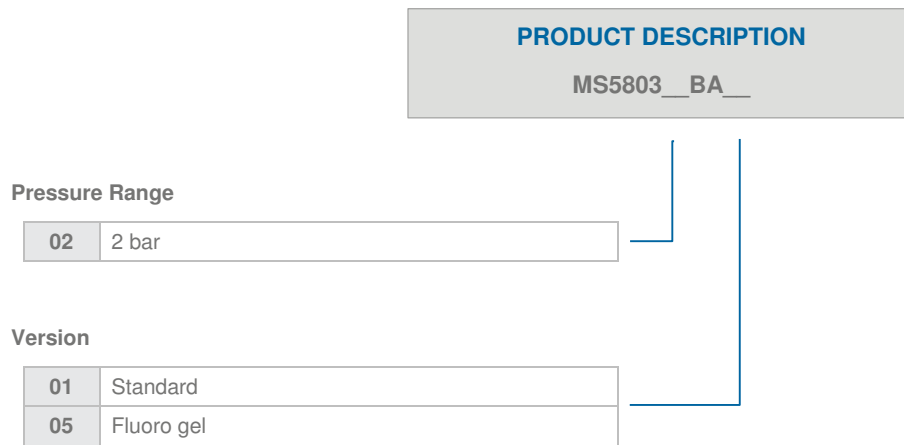 PRODUCT DESCRIPTION
MS5803__BA__
Pressure Range
02 2 bar
Version
01 Standard
05 Fluoro gel